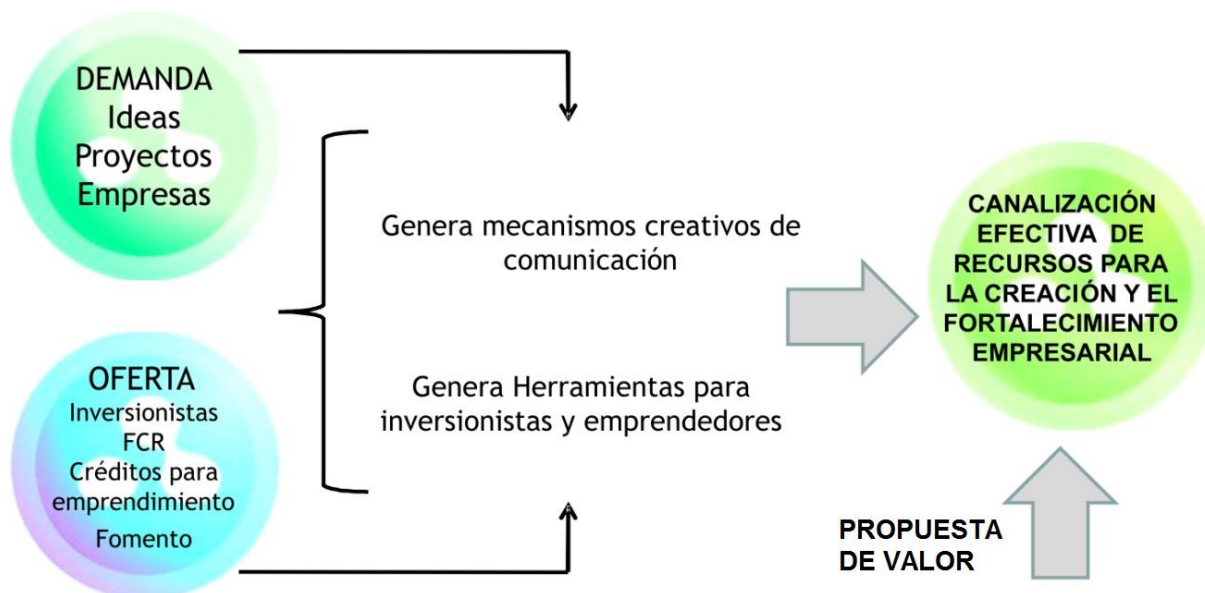 DEMANDA
Ideas
Proyectos
Empresas
OFERTA
Inversionistas
FCR
Créditos para
emprendimiento
Fomento
Genera mecanismos creativos de
comunicación
Genera Herramientas para
inversionistas y emprendedores
CANALIZACIÓN
EFECTIVA DE
RECURSOS PARA
LA CREACIÓN Y EL
FORTALECIMIENTO
EMPRESARIAL
PROPUESTA
DE VALOR